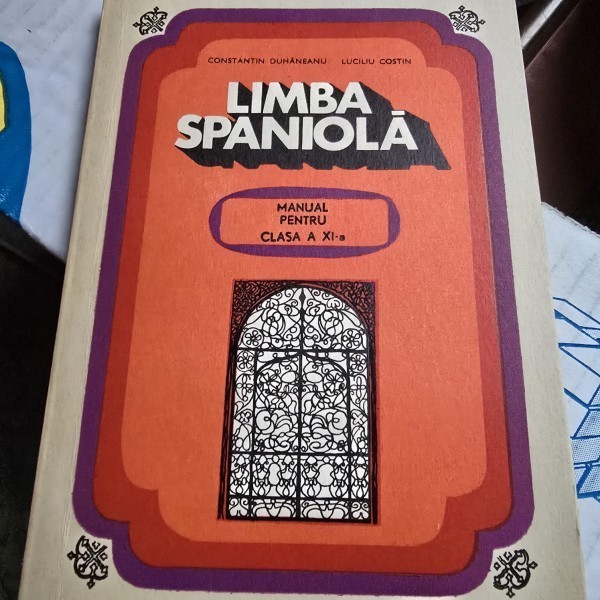 CONSTANTIN DUHĂNEANU LUCILIU COSTIN
LIMBA
SPANIOLĂ
MANUAL
PENTRU
CLASA A XI-a